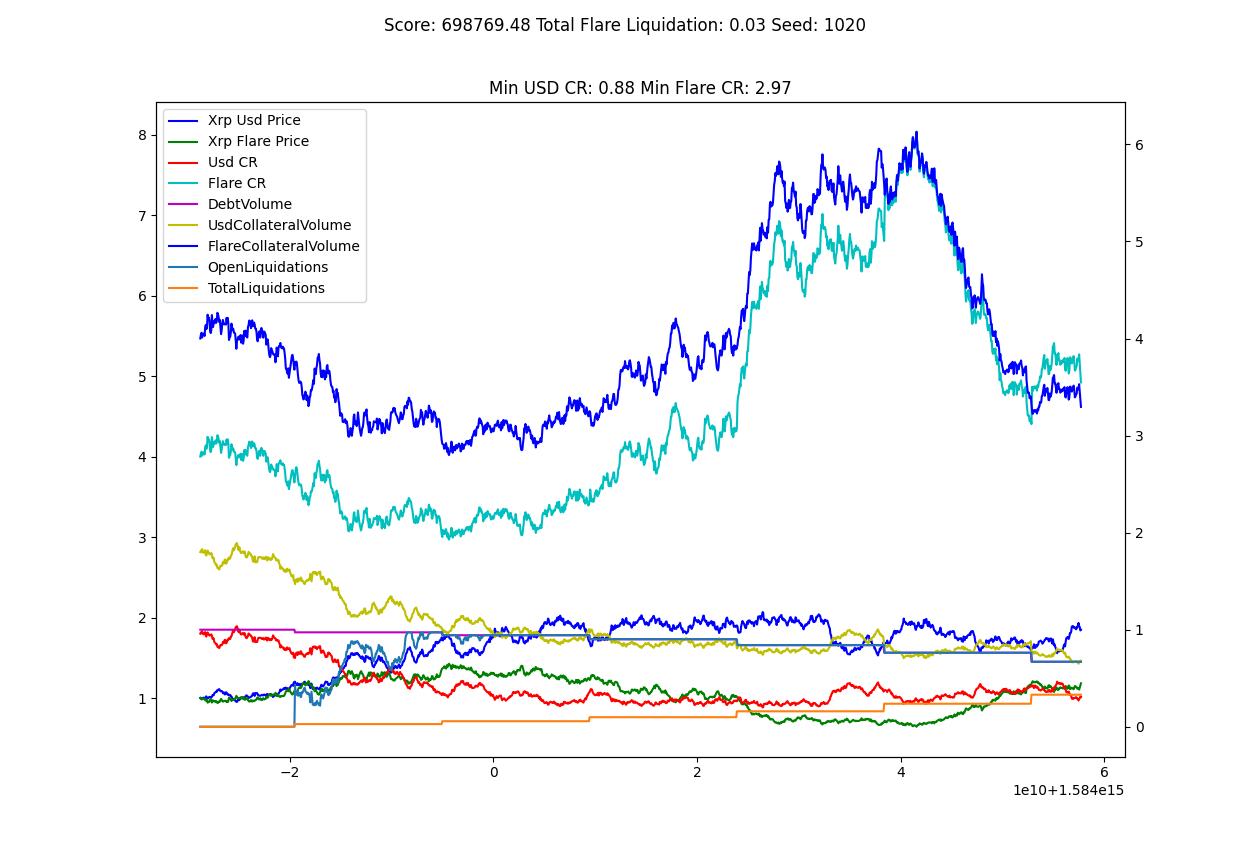 Score: 698769.48 Total Flare Liquidation: 0.03 Seed: 1020
Min USD CR: 0.88 Min Flare CR: 2.97
Xrp Usd Price
Xrp Flare Price
Usd CR
Flare CR
DebtVolume
UsdCollateralVolume
FlareCollateralVolume
OpenLiquidations
TotalLiquidations
8
7
6
5
4
3
2
1
6
5
4
3
2
1
0
−2
0
2
4
6
1e10+1.584e15